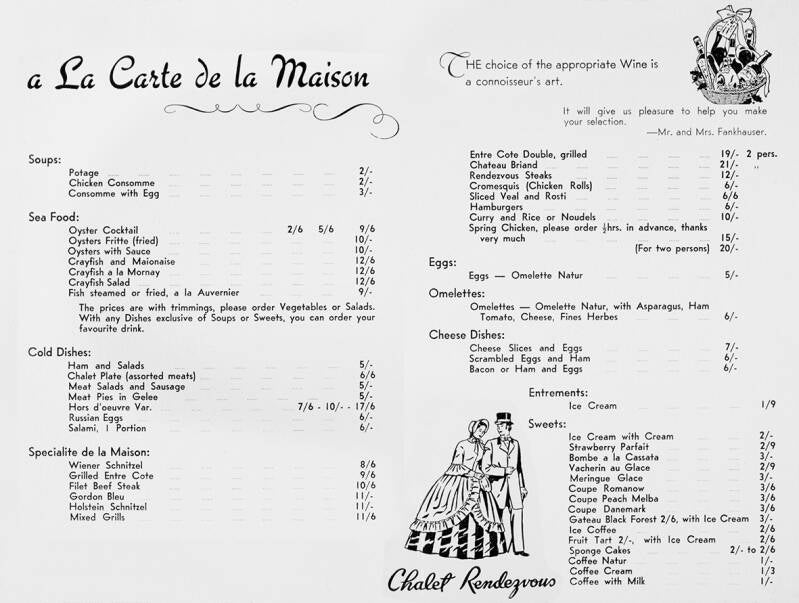 a La Carte de la Maison
Soups:
Potage 2/-
Chicken Consomme 2/-
Consomme with Egg 3/-
Sea Food:
Oyster Cocktail 2/6 5/6 9/6
Oysters Fritte (fried) 10/-
Oysters with Sauce 10/-
Crayfish and Maionaise 12/6
Crayfish a la Mornay 12/6
Crayfish Salad 12/6
Fish steamed or fried, a la Auvernier 9/-
The prices are with trimmings, please order Vegetables or Salads.
With any Dishes exclusive of Soups or Sweets, you can order your
favourite drink.
Cold Dishes:
Ham and Salads 5/-
Chalet Plate (assorted meats) 6/6
Meat Salads and Sausage 5/-
Meat Pies in Gelee 5/-
Hors d'oeuvre Var. 7/6 - 10/- - 17/6
Russian Eggs 6/-
Salami, 1 Portion 6/-
Specialite de la Maison:
Wiener Schnitzel 8/6
Grilled Entre Cote 9/6
Filet Beef Steak 10/6
Gordon Bleu 11/-
Holstein Schnitzel 11/-
Mixed Grills 11/6
THE choice of the appropriate Wine is
a connoisseur's art.
It will give us pleasure to help you make
your selection.
—Mr. and Mrs. Fankhauser.
Entre Cote Double, grilled 19/- 2 pers.
Chateau Briand 21/- ,,
Rendezvous Steaks 12/-
Cromesquis (Chicken Rolls) 6/-
Sliced Veal and Rosti 6/6
Hamburgers 6/-
Curry and Rice or Noudels 10/-
Spring Chicken, please order ½hrs. in advance, thanks
very much 15/-
(For two persons) 20/-
Eggs:
Eggs — Omelette Natur 5/-
Omelettes:
Omelettes — Omelette Natur, with Asparagus, Ham
Tomato, Cheese, Fines Herbes 6/-
Cheese Dishes:
Cheese Slices and Eggs 7/-
Scrambled Eggs and Ham 6/-
Bacon or Ham and Eggs 6/-
Entrements:
Ice Cream 1/9
Sweets:
Ice Cream with Cream 2/-
Strawberry Parfait 2/9
Bombe a la Cassata 3/-
Vacherin au Glace 2/9
Meringue Glace 3/-
Coupe Romanow 3/6
Coupe Peach Melba 3/6
Coupe Danemark 3/6
Gateau Black Forest 2/6, with Ice Cream 3/-
Ice Coffee 2/6
Fruit Tart 2/-, with Ice Cream 2/6
Sponge Cakes 2/- to 2/6
Coffee Natur 1/-
Coffee Cream 1/3
Coffee with Milk 1/-
Chalet Rendezvous